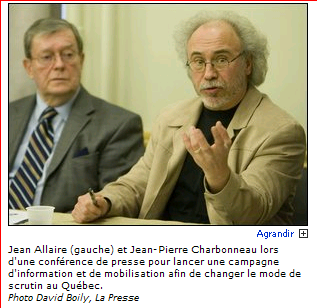 Agrandir
Jean Allaire (gauche) et Jean-Pierre Charbonneau lors
d'une conférence de presse pour lancer une campagne
d'information et de mobilisation afin de changer le mode de
scrutin au Québec.
Photo David Boily, La Presse